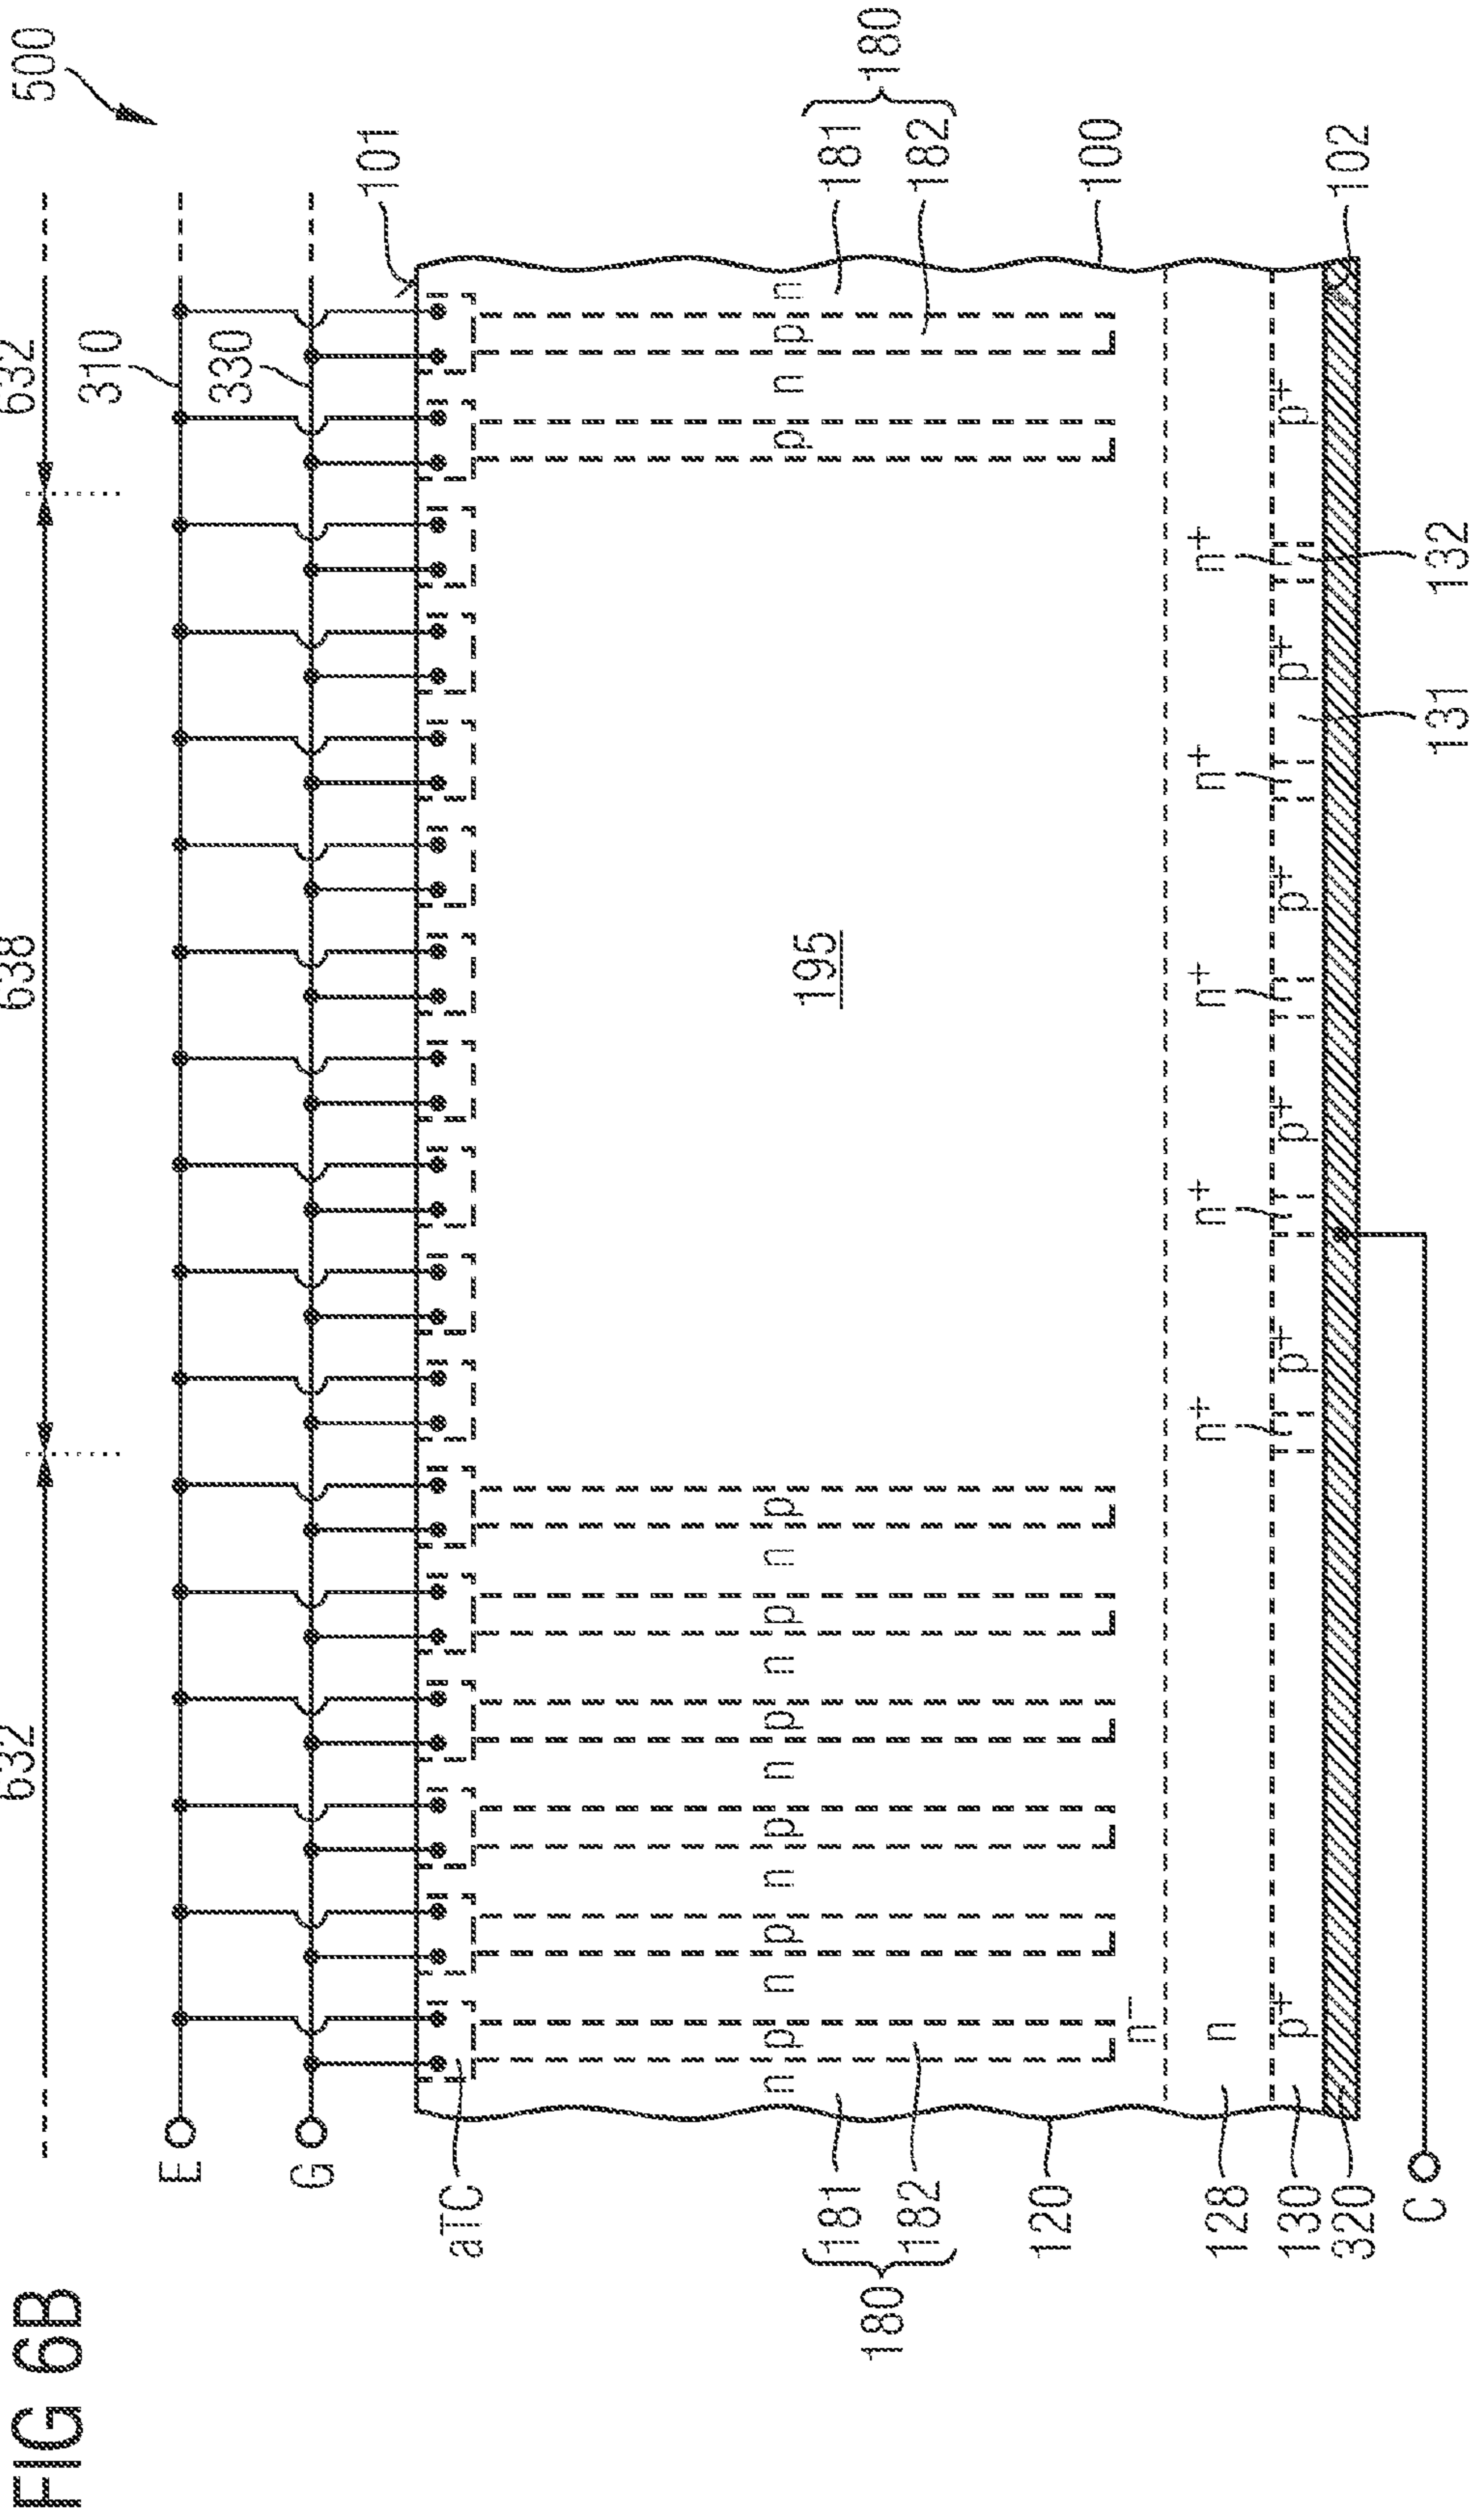 FIG 6B
632 638 632 500
310
E
330
G
101
aTC
n p n p n p n p n p n p p n p n
195
181 181
180 180
182 182
120 100
n⁻
n n⁺ n⁺ n⁺ n⁺ n⁺
128
p⁺ p⁺ p⁺ p⁺ p⁺ p⁺
130
320 102
C 131 132